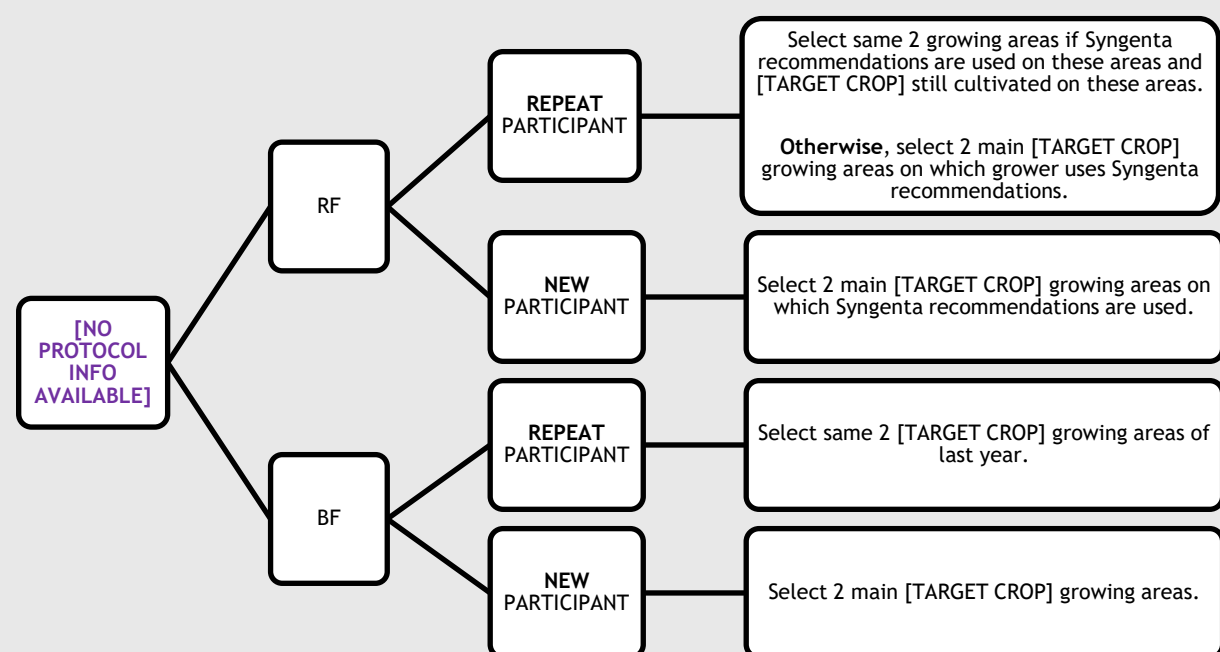 [NO
PROTOCOL
INFO
AVAILABLE]
RF
REPEAT
PARTICIPANT
Select same 2 growing areas if Syngenta
recommendations are used on these areas and
[TARGET CROP] still cultivated on these areas.
Otherwise, select 2 main [TARGET CROP]
growing areas on which grower uses Syngenta
recommendations.
NEW
PARTICIPANT
Select 2 main [TARGET CROP] growing areas on
which Syngenta recommendations are used.
BF
REPEAT
PARTICIPANT
Select same 2 [TARGET CROP] growing areas of
last year.
NEW
PARTICIPANT
Select 2 main [TARGET CROP] growing areas.